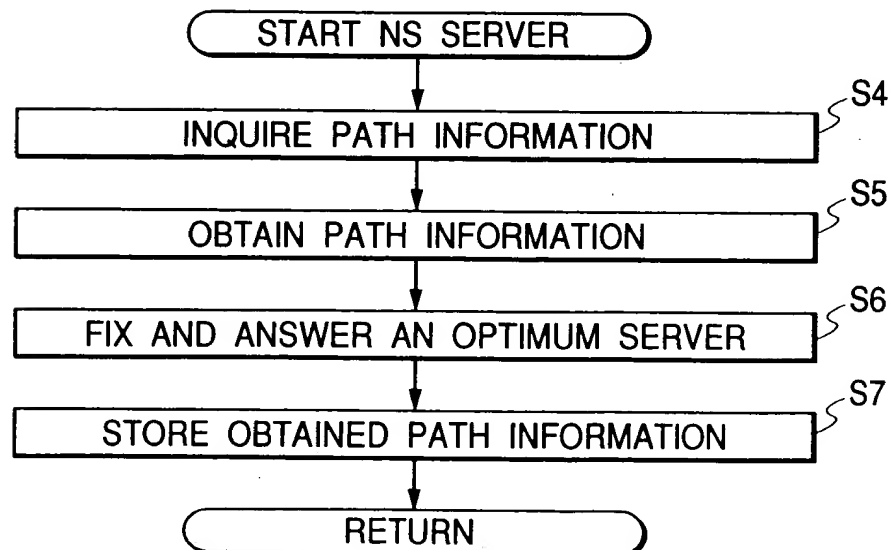 START NS SERVER
S4
INQUIRE PATH INFORMATION
S5
OBTAIN PATH INFORMATION
S6
FIX AND ANSWER AN OPTIMUM SERVER
S7
STORE OBTAINED PATH INFORMATION
RETURN